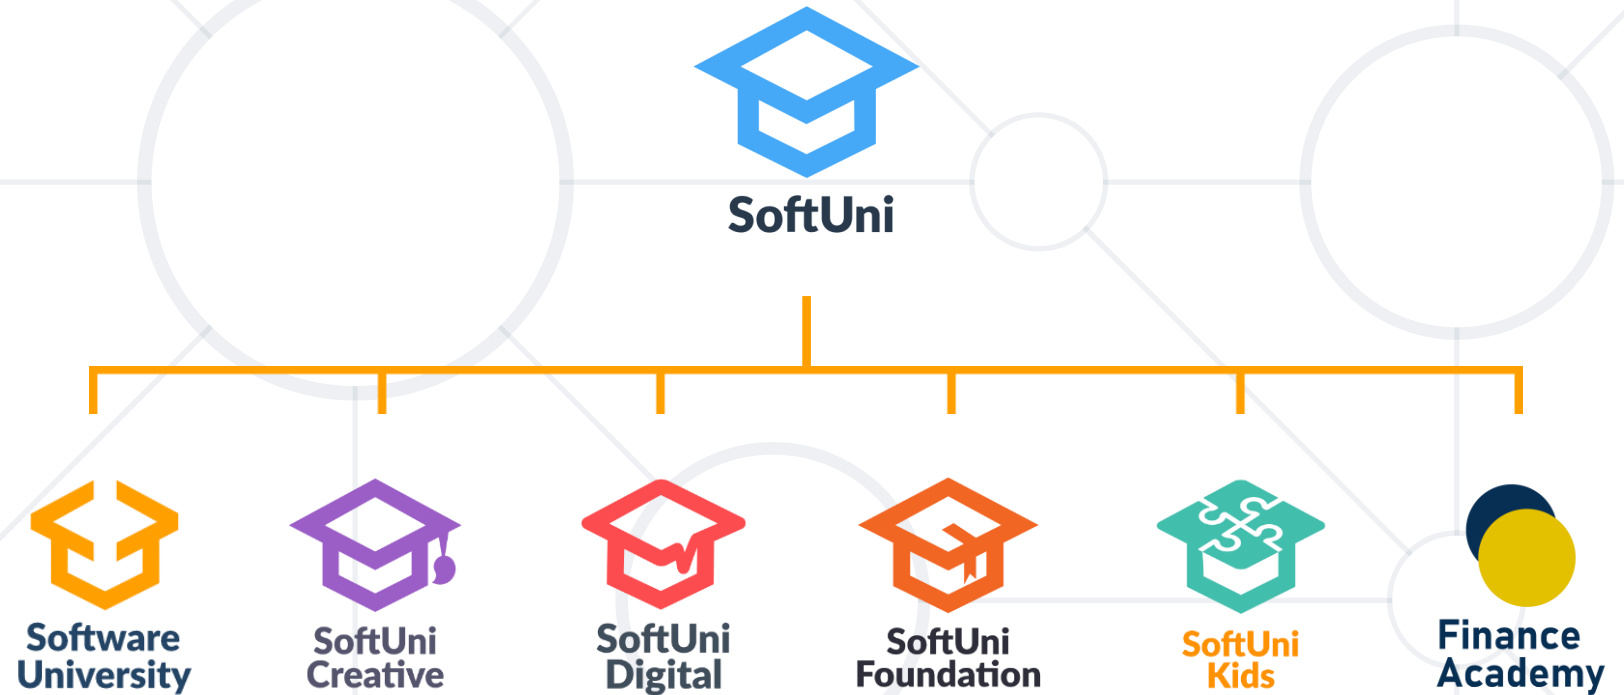 SoftUni
Software
University
SoftUni
Creative
SoftUni
Digital
SoftUni
Foundation
SoftUni
Kids
Finance
Academy